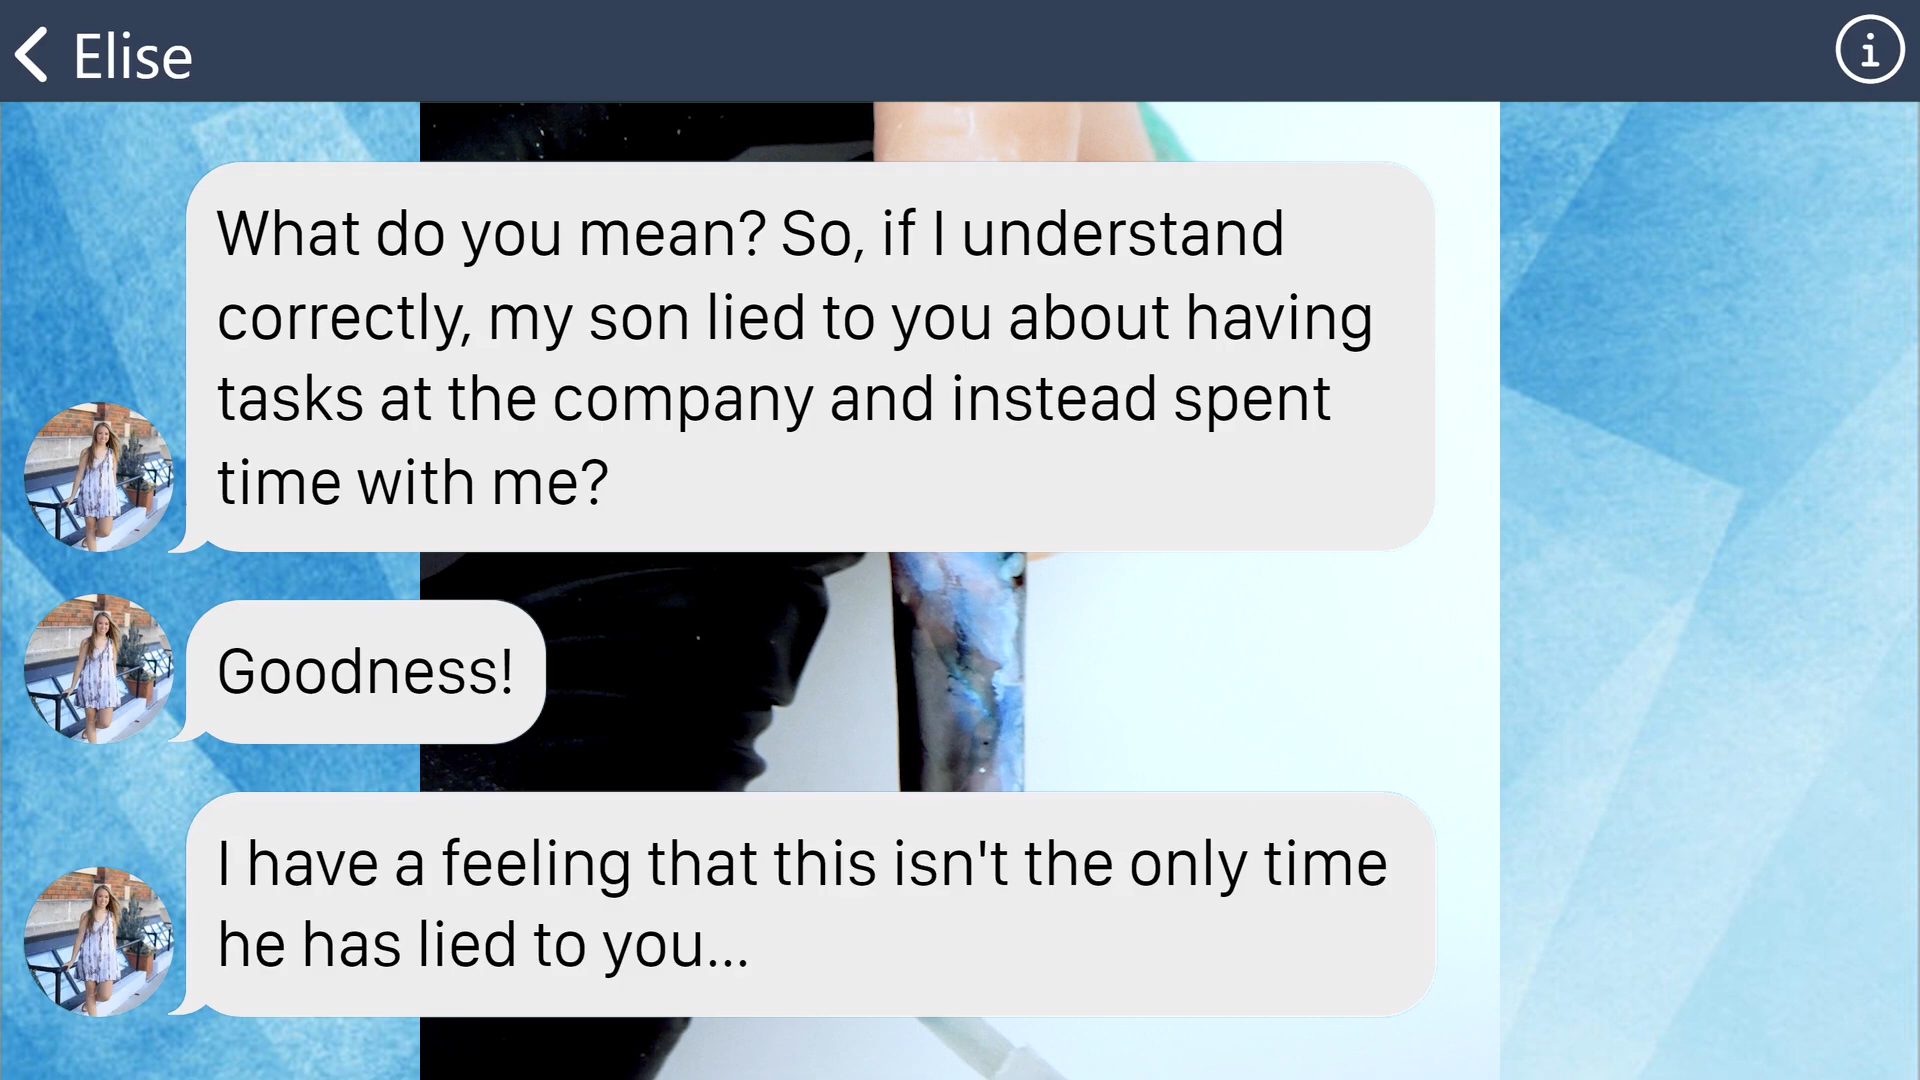 Elise
What do you mean? So, if I understand
correctly, my son lied to you about having
tasks at the company and instead spent
time with me?
Goodness!
I have a feeling that this isn't the only time
he has lied to you...